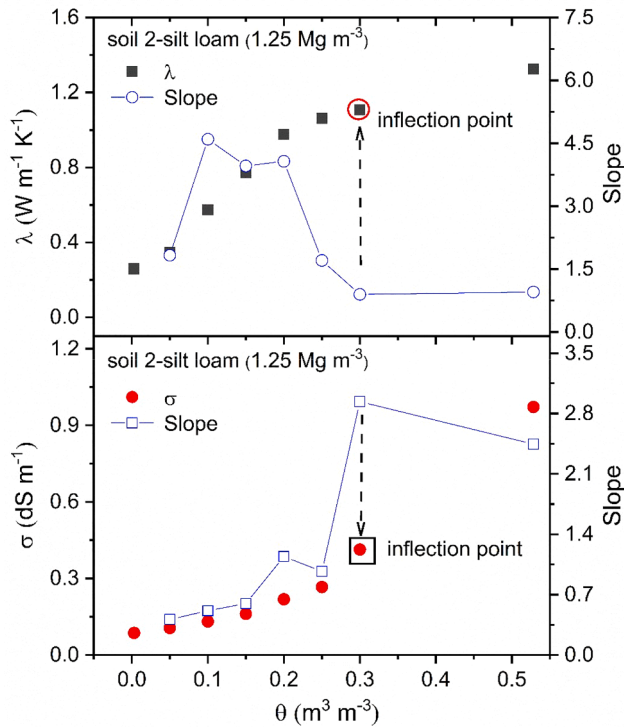 soil 2-silt loam (1.25 Mg m⁻³)
λ
Slope
inflection point
1.6
1.2
0.8
0.4
0.0
λ (W m⁻¹ K⁻¹)
7.5
6.0
4.5
3.0
1.5
0.0
Slope
soil 2-silt loam (1.25 Mg m⁻³)
σ
Slope
inflection point
1.2
0.9
0.6
0.3
0.0
σ (dS m⁻¹)
3.5
2.8
2.1
1.4
0.7
0.0
Slope
0.0 0.1 0.2 0.3 0.4 0.5
θ (m³ m⁻³)